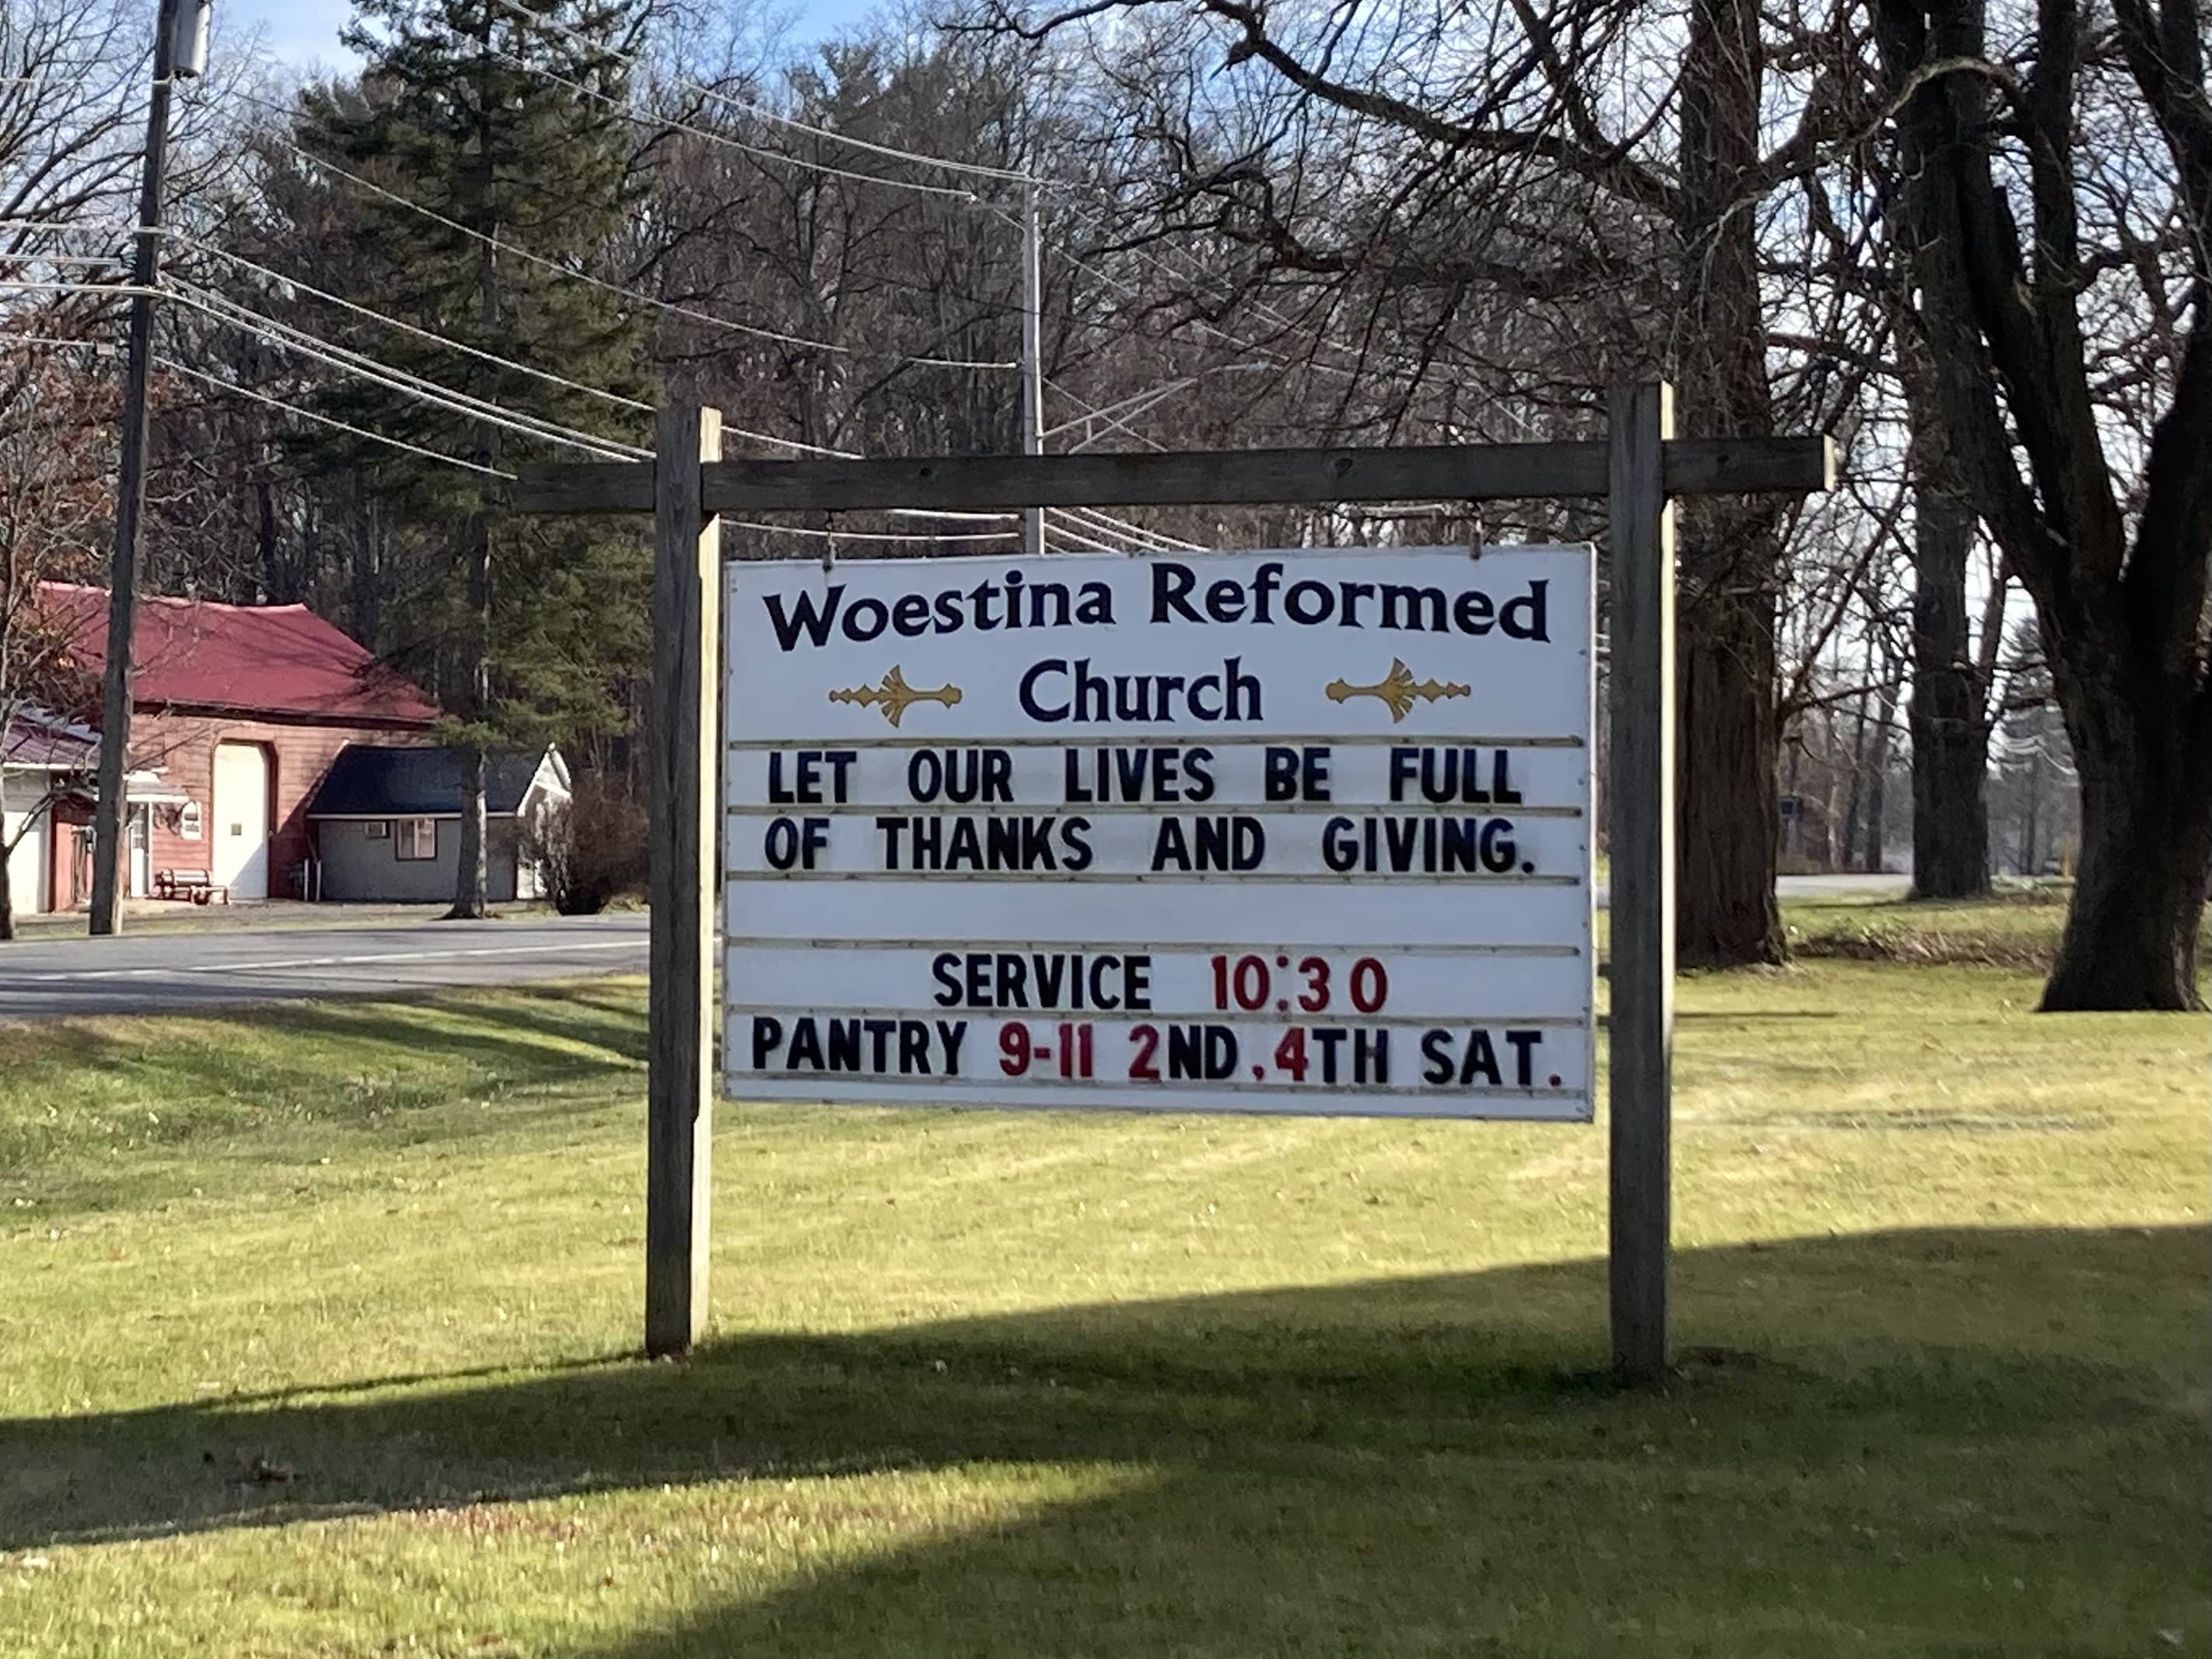 Woestina Reformed
Church
LET OUR LIVES BE FULL
OF THANKS AND GIVING.
SERVICE 10:30
PANTRY 9-11 2ND,4TH SAT.